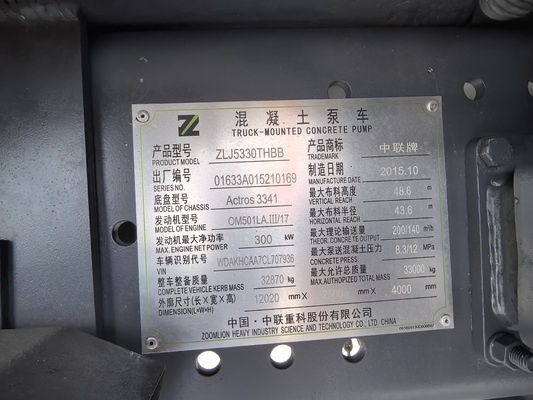 混凝土泵车
TRUCK-MOUNTED CONCRETE PUMP
产品型号 ZLJ5330THBB 产品商标 中联牌
PRODUCT MODEL TRADEMARK
出厂编号 01633A015210169 制造日期 2015.10
SERIES NO. MANUFACTURE DATE
底盘型号 Actros 3341 最大布料高度 48.6 m
MODEL OF CHASSIS VERTICAL REACH
发动机型号 OM501LA.III/17 最大布料半径 43.6 m
MODEL OF ENGINE HORIZONTAL REACH
发动机最大净功率 300 kW 最大理论输送量 200/140 m³/h
MAX. ENGINE NET POWER THEOR. CONCRETE OUTPUT
车辆识别代号 WDAKHCAA7CL707936 最大泵送混凝土压力 8.3/12 MPa
VIN CONCRETE PRESS.
整车整备质量 32870 kg 最大允许总质量 33000 kg
COMPLETE VEHICLE KERB MASS MAX.AUTHOPIZED TOTAL MASS
外廓尺寸(长×宽×高) 12020 mm× mm× 4000 mm
DIMENSION(L×W×H)
中国·中联重科股份有限公司
ZOOMLION HEAVY INDUSTRY SCIENCE AND TECHNOLOGY CO., LTD. CHINA